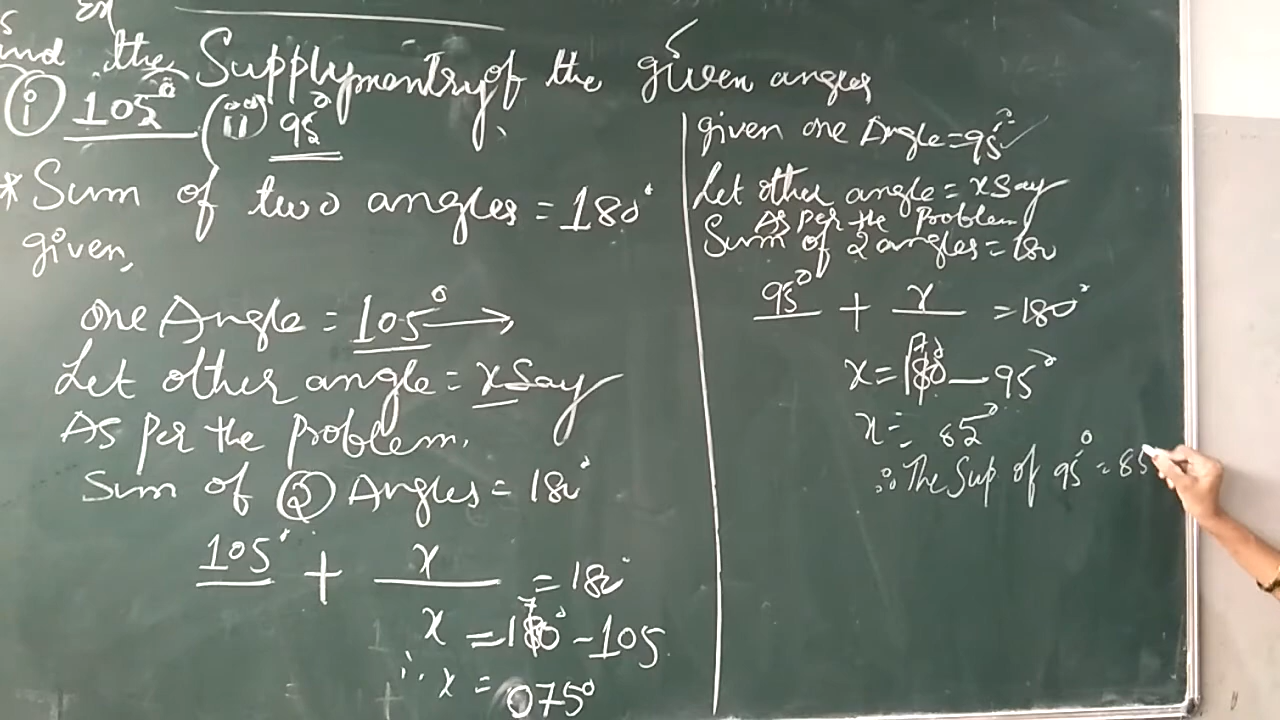 Ex
find the Supplymentry of the given angles
(i) 105° (ii) 95°
* Sum of two angles = 180°
given,
one Angle = 105° →
Let other angle = x Say
As Per the Problem.
Sum of 2 Angles = 180°
105° + x = 180°
x = 180° - 105
∴ x = 075°
given one Angle = 95°
Let other angle = x Say
As Per the Problem
Sum of 2 angles = 180
95° + x = 180°
x = 180 - 95°
x = 85°
∴ The Sup of 95° = 85